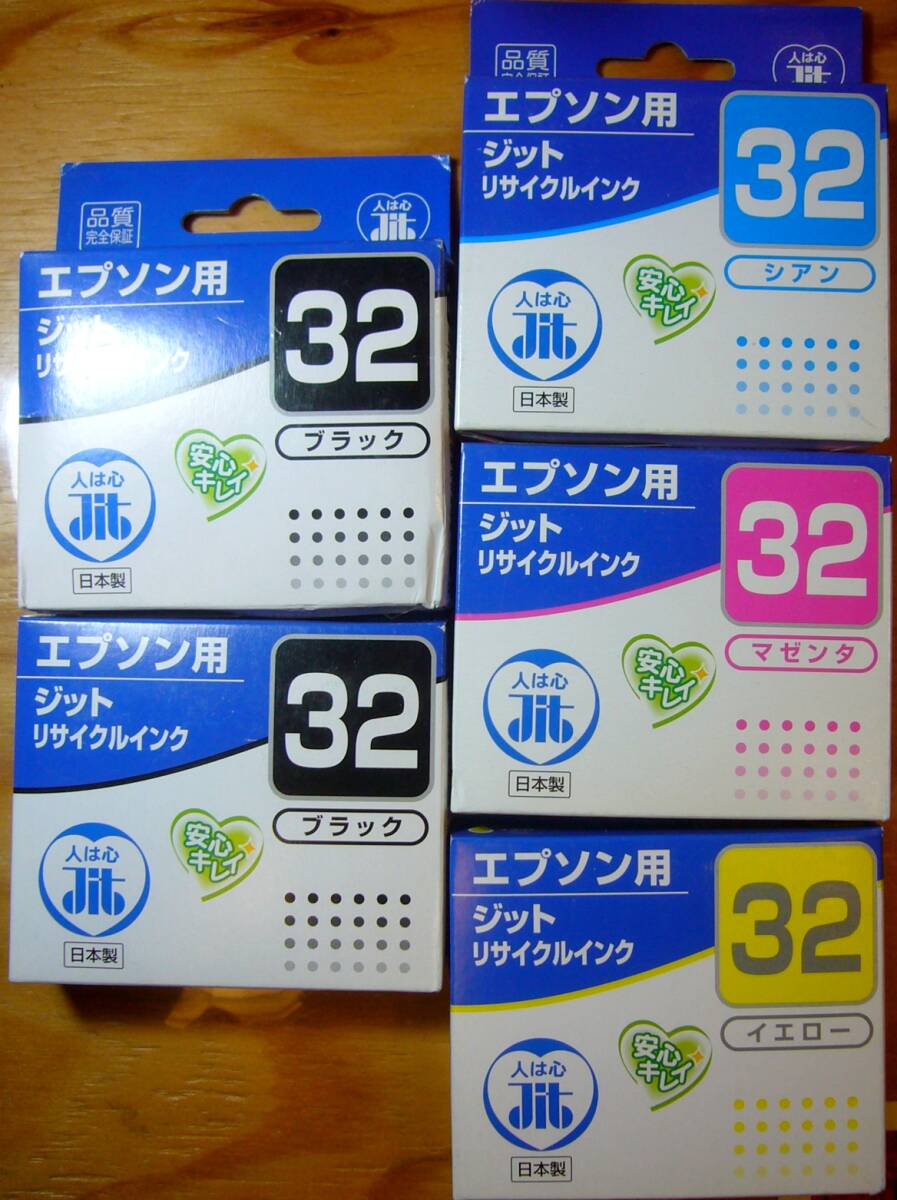 品質
完全保証
人は心
Jit
エプソン用
ジット
リサイクルインク
32
ブラック
人は心
Jit
日本製
安心
キレイ
エプソン用
ジット
リサイクルインク
32
ブラック
人は心
Jit
日本製
安心
キレイ
品質
完全保証
人は心
Jit
エプソン用
ジット
リサイクルインク
32
シアン
人は心
Jit
日本製
安心
キレイ
エプソン用
ジット
リサイクルインク
32
マゼンタ
人は心
Jit
日本製
安心
キレイ
エプソン用
ジット
リサイクルインク
32
イエロー
人は心
Jit
日本製
安心
キレイ